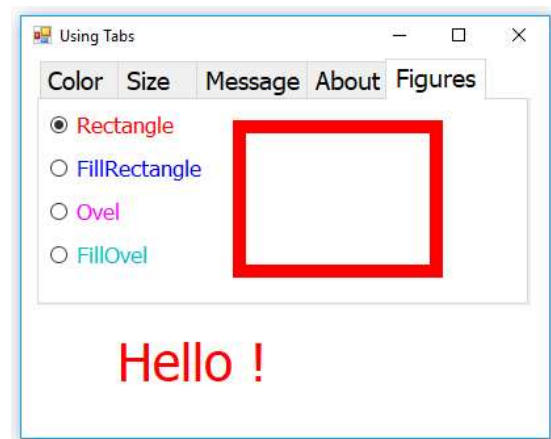 Using Tabs
Color Size Message About Figures
Rectangle
FillRectangle
Ovel
FillOvel
Hello !